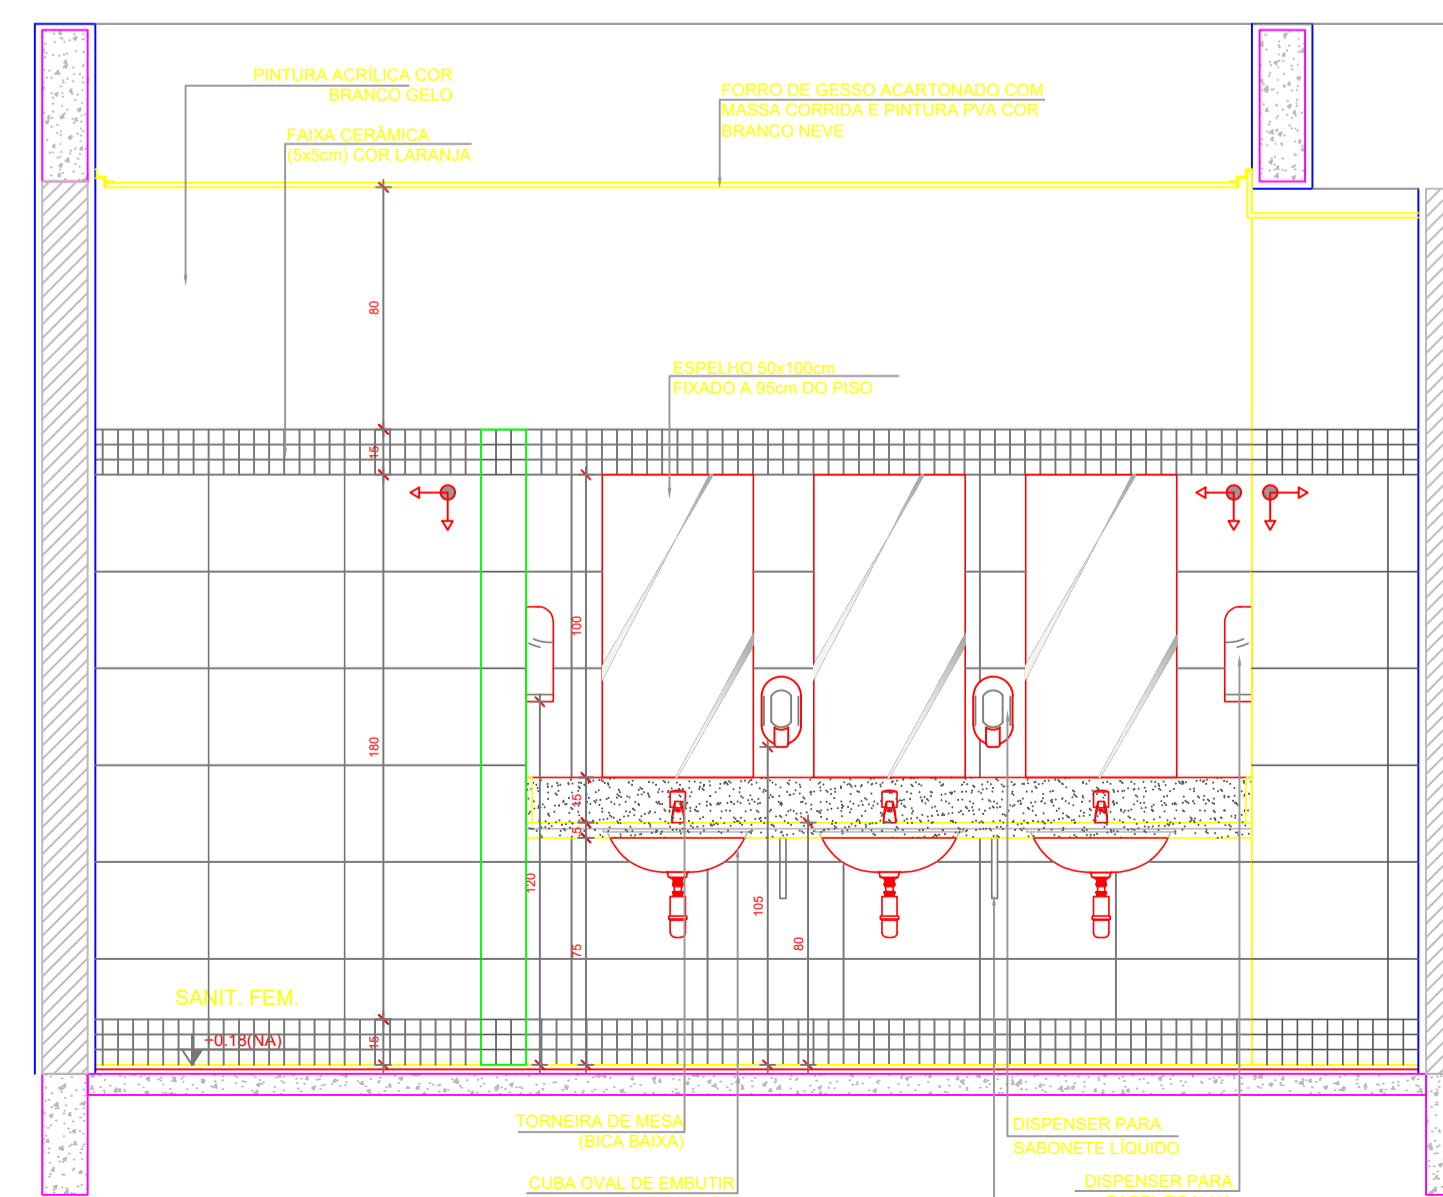 PINTURA ACRÍLICA COR
BRANCO GELO
FORRO DE GESSO ACARTONADO COM
MASSA CORRIDA E PINTURA PVA COR
BRANCO NEVE
FAIXA CERÂMICA
(5x5cm) COR LARANJA
80
ESPELHO 50x100cm
FIXADO A 95cm DO PISO
15
100
180
15
5
120
105
80
75
SANIT. FEM.
+0.18(NA)
15
TORNEIRA DE MESA
(BICA BAIXA)
DISPENSER PARA
SABONETE LÍQUIDO
CUBA OVAL DE EMBUTIR
DISPENSER PARA